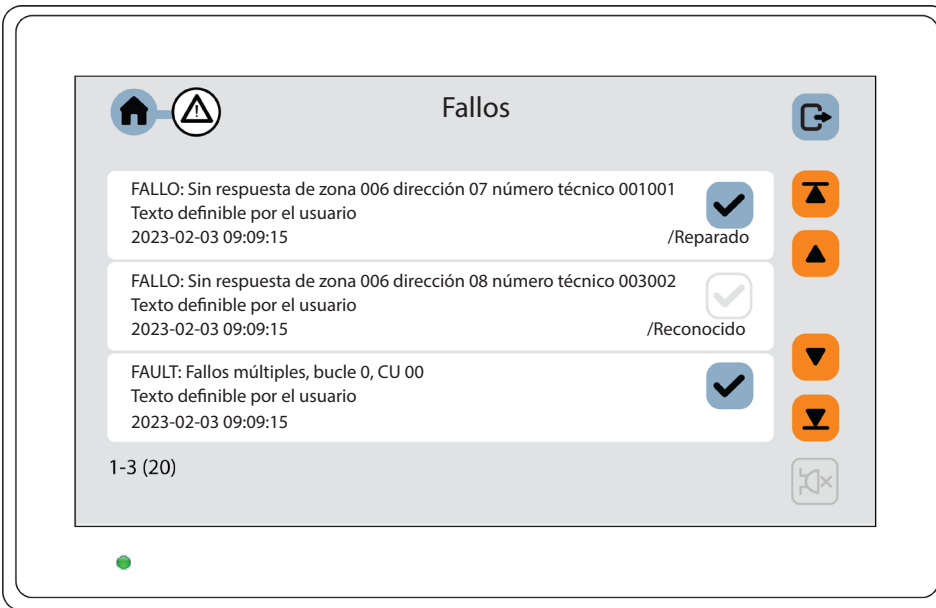 Fallos
FALLO: Sin respuesta de zona 006 dirección 07 número técnico 001001
Texto definible por el usuario
2023-02-03 09:09:15
/Reparado
FALLO: Sin respuesta de zona 006 dirección 08 número técnico 003002
Texto definible por el usuario
2023-02-03 09:09:15
/Reconocido
FAULT: Fallos múltiples, bucle 0, CU 00
Texto definible por el usuario
2023-02-03 09:09:15
1-3 (20)